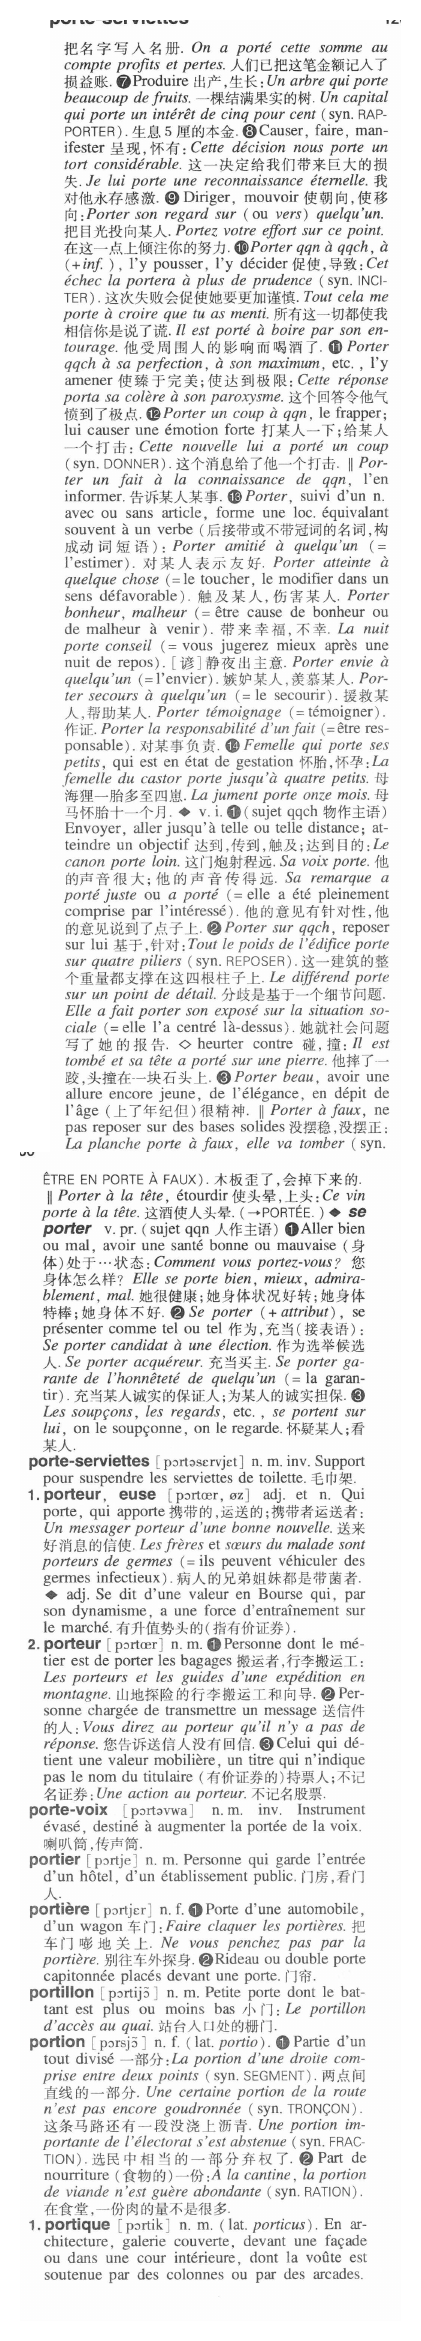 porte-serviettes
把名字写入名册. On a porté cette somme au
compte profits et pertes. 人们已把这笔金额记入了
损益账. ❼ Produire 出产,生长: Un arbre qui porte
beaucoup de fruits. 一棵结满果实的树. Un capital
qui porte un intérêt de cinq pour cent (syn. RAP-
PORTER). 生息 5 厘的本金. ❽ Causer, faire, man-
ifester 呈现,怀有: Cette décision nous porte un
tort considérable. 这一决定给我们带来巨大的损
失. Je lui porte une reconnaissance éternelle. 我
对他永存感激. ❾ Diriger, mouvoir 使朝向,使移
向: Porter son regard sur (ou vers) quelqu'un.
把目光投向某人. Portez votre effort sur ce point.
在这一点上倾注你的努力. ❿ Porter qqn à qqch, à
(+inf.), l'y pousser, l'y décider 促使,导致: Cet
échec la portera à plus de prudence (syn. INCI-
TER). 这次失败会促使她要更加谨慎. Tout cela me
porte à croire que tu as menti. 所有这一切都使我
相信你是说了谎. Il est porté à boire par son en-
tourage. 他受周围人的影响而喝酒了. ⓫ Porter
qqch à sa perfection, à son maximum, etc., l'y
amener 使臻于完美;使达到极限: Cette réponse
porta sa colère à son paroxysme. 这个回答令他气
愤到了极点. ⓬ Porter un coup à qqn, le frapper;
lui causer une émotion forte 打某人一下;给某人
一个打击: Cette nouvelle lui a porté un coup
(syn. DONNER). 这个消息给了他一个打击. ‖ Por-
ter un fait à la connaissance de qqn, l'en
informer. 告诉某人某事. ⓭ Porter, suivi d'un n.
avec ou sans article, forme une loc. équivalant
souvent à un verbe (后接带或不带冠词的名词,构
成动词短语): Porter amitié à quelqu'un (=
l'estimer). 对某人表示友好. Porter atteinte à
quelque chose (=le toucher, le modifier dans un
sens défavorable). 触及某人,伤害某人. Porter
bonheur, malheur (= être cause de bonheur ou
de malheur à venir). 带来幸福,不幸. La nuit
porte conseil (= vous jugerez mieux après une
nuit de repos). [谚]静夜出主意. Porter envie à
quelqu'un (=l'envier). 嫉妒某人,羡慕某人. Por-
ter secours à quelqu'un (=le secourir). 援救某
人,帮助某人. Porter témoignage (=témoigner).
作证. Porter la responsabilité d'un fait (=être res-
ponsable). 对某事负责. ⓮ Femelle qui porte ses
petits, qui est en état de gestation 怀胎,怀孕: La
femelle du castor porte jusqu'à quatre petits. 母
海狸一胎多至四崽. La jument porte onze mois. 母
马怀胎十一个月. ◆ v. i. ❶ (sujet qqch 物作主语)
Envoyer, aller jusqu'à telle ou telle distance; at-
teindre un objectif 达到,传到,触及;达到目的: Le
canon porte loin. 这门炮射程远. Sa voix porte. 他
的声音很大;他的声音传得远. Sa remarque a
porté juste ou a porté (= elle a été pleinement
comprise par l'intéressé). 他的意见有针对性,他
的意见说到了点子上. ❷ Porter sur qqch, reposer
sur lui 基于,针对: Tout le poids de l'édifice porte
sur quatre piliers (syn. REPOSER). 这一建筑的整
个重量都支撑在这四根柱子上. Le différend porte
sur un point de détail. 分歧是基于一个细节问题.
Elle a fait porter son exposé sur la situation so-
ciale (=elle l'a centré là-dessus). 她就社会问题
写了她的报告. ◇ heurter contre 碰,撞: Il est
tombé et sa tête a porté sur une pierre. 他摔了一
跤,头撞在一块石头上. ❸ Porter beau, avoir une
allure encore jeune, de l'élégance, en dépit de
l'âge (上了年纪但)很精神. ‖ Porter à faux, ne
pas reposer sur des bases solides 没摆稳,没摆正:
La planche porte à faux, elle va tomber (syn.
ÊTRE EN PORTE À FAUX). 木板歪了,会掉下来的.
‖ Porter à la tête, étourdir 使头晕,上头: Ce vin
porte à la tête. 这酒使人头晕. (→PORTÉE.) ◆ se
porter v. pr. (sujet qqn 人作主语) ❶ Aller bien
ou mal, avoir une santé bonne ou mauvaise (身
体)处于…状态: Comment vous portez-vous? 您
身体怎么样? Elle se porte bien, mieux, admira-
blement, mal. 她很健康;她身体状况好转;她身体
特棒;她身体不好. ❷ Se porter (+attribut), se
présenter comme tel ou tel 作为,充当(接表语):
Se porter candidat à une élection. 作为选举候选
人. Se porter acquéreur. 充当买主. Se porter ga-
rante de l'honnêteté de quelqu'un (= la garan-
tir). 充当某人诚实的保证人;为某人的诚实担保. ❸
Les soupçons, les regards, etc., se portent sur
lui, on le soupçonne, on le regarde. 怀疑某人;看
某人.
porte-serviettes [pɔrtəsɛrvjɛt] n. m. inv. Support
pour suspendre les serviettes de toilette. 毛巾架.
1. porteur, euse [pɔrtœr, øz] adj. et n. Qui
porte, qui apporte 携带的,运送的;携带者运送者:
Un messager porteur d'une bonne nouvelle. 送来
好消息的信使. Les frères et sœurs du malade sont
porteurs de germes (=ils peuvent véhiculer des
germes infectieux). 病人的兄弟姐妹都是带菌者.
◆ adj. Se dit d'une valeur en Bourse qui, par
son dynamisme, a une force d'entraînement sur
le marché. 有升值势头的(指有价证券).
2. porteur [pɔrtœr] n. m. ❶ Personne dont le mé-
tier est de porter les bagages 搬运者,行李搬运工:
Les porteurs et les guides d'une expédition en
montagne. 山地探险的行李搬运工和向导. ❷ Per-
sonne chargée de transmettre un message 送信件
的人: Vous direz au porteur qu'il n'y a pas de
réponse. 您告诉送信人没有回信. ❸ Celui qui dé-
tient une valeur mobilière, un titre qui n'indique
pas le nom du titulaire (有价证券的)持票人;不记
名证券: Une action au porteur. 不记名股票.
porte-voix [pɔrtəvwa] n. m. inv. Instrument
évasé, destiné à augmenter la portée de la voix.
喇叭筒,传声筒.
portier [pɔrtje] n. m. Personne qui garde l'entrée
d'un hôtel, d'un établissement public. 门房,看门
人.
portière [pɔrtjɛr] n. f. ❶ Porte d'une automobile,
d'un wagon 车门: Faire claquer les portières. 把
车门嘭地关上. Ne vous penchez pas par la
portière. 别往车外探身. ❷ Rideau ou double porte
capitonnée placés devant une porte. 门帘.
portillon [pɔrtijɔ̃] n. m. Petite porte dont le bat-
tant est plus ou moins bas 小门: Le portillon
d'accès au quai. 站台入口处的栅门.
portion [pɔrsjɔ̃] n. f. (lat. portio). ❶ Partie d'un
tout divisé 一部分: La portion d'une droite com-
prise entre deux points (syn. SEGMENT). 两点间
直线的一部分. Une certaine portion de la route
n'est pas encore goudronnée (syn. TRONÇON).
这条马路还有一段没浇上沥青. Une portion im-
portante de l'électorat s'est abstenue (syn. FRAC-
TION). 选民中相当的一部分弃权了. ❷ Part de
nourriture (食物的)一份: À la cantine, la portion
de viande n'est guère abondante (syn. RATION).
在食堂,一份肉的量不是很多.
1. portique [pɔrtik] n. m. (lat. porticus). En ar-
chitecture, galerie couverte, devant une façade
ou dans une cour intérieure, dont la voûte est
soutenue par des colonnes ou par des arcades.